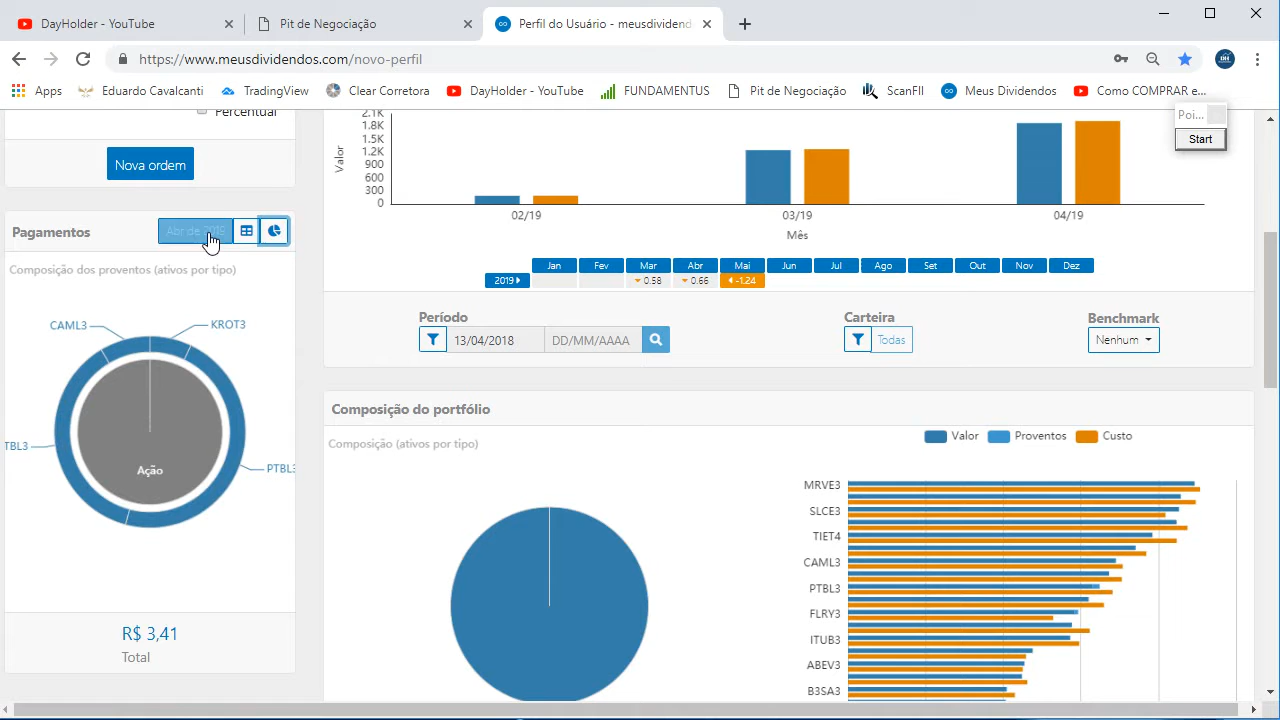 DayHolder - YouTube
Pit de Negociação
Perfil do Usuário - meusdividend
https://www.meusdividendos.com/novo-perfil
Apps
Eduardo Cavalcanti
TradingView
Clear Corretora
DayHolder - YouTube
FUNDAMENTUS
Pit de Negociação
ScanFII
Meus Dividendos
Como COMPRAR e...
Poi...
Start
Percentual
Nova ordem
Pagamentos
Abr de 2019
Composição dos proventos (ativos por tipo)
CAML3
KROT3
TBL3
PTBL3
Ação
R$ 3,41
Total
Valor
2.1K
1.8K
1.2K
900
600
300
0
02/19
03/19
04/19
Mês
Jan Fev Mar Abr Mai Jun Jul Ago Set Out Nov Dez
2019 0.58 0.66 -1.24
Período
13/04/2018
DD/MM/AAAA
Carteira
Todas
Benchmark
Nenhum
Composição do portfólio
Composição (ativos por tipo)
Valor Proventos Custo
MRVE3
SLCE3
TIET4
CAML3
PTBL3
FLRY3
ITUB3
ABEV3
B3SA3